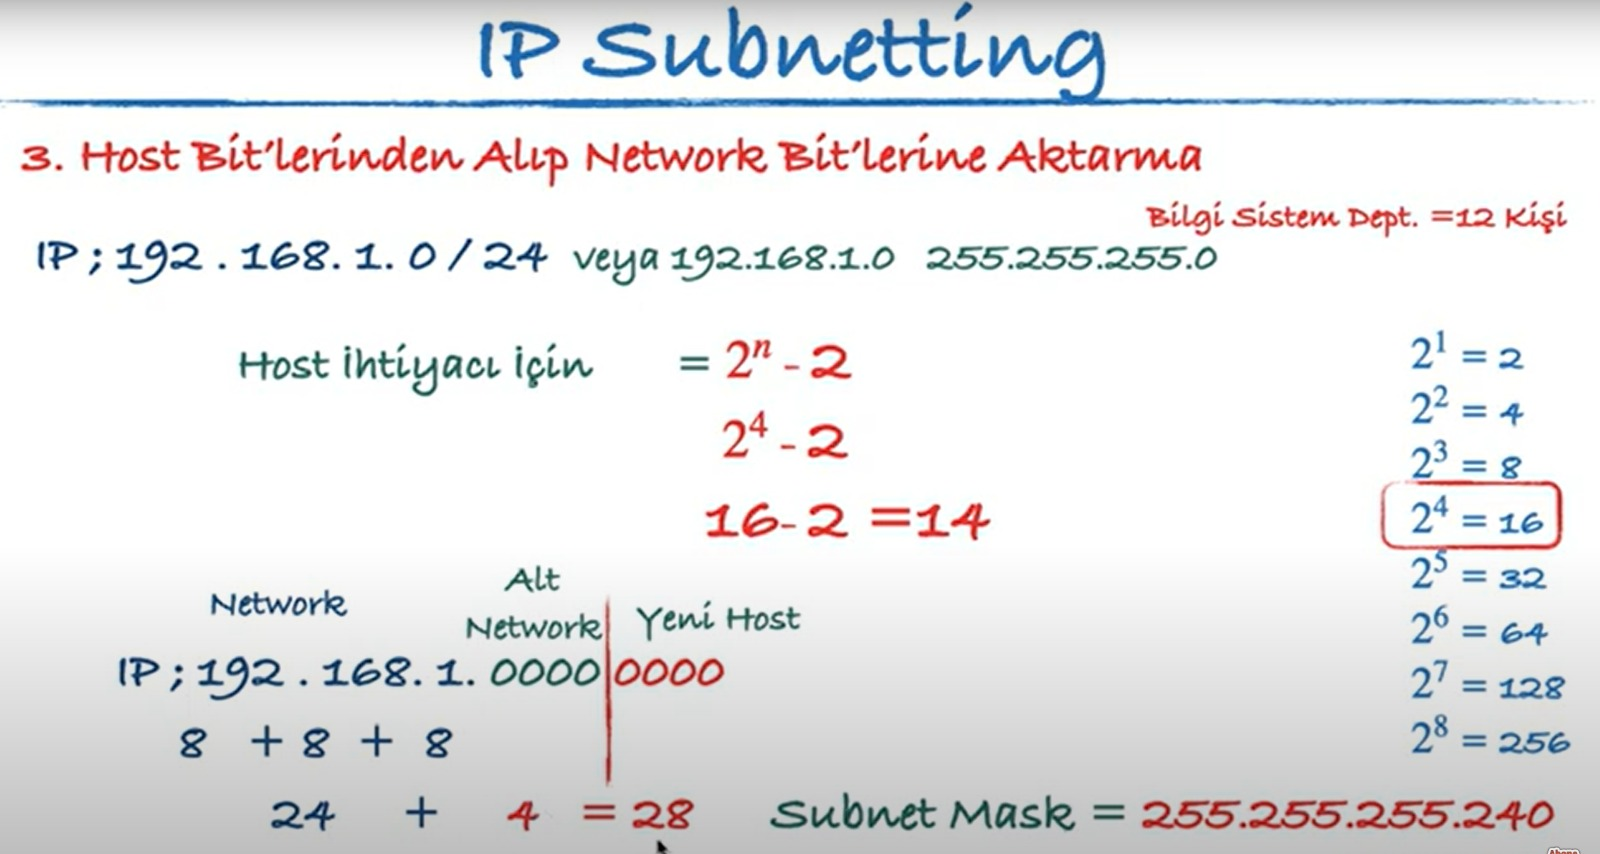 IP Subnetting
3. Host Bit'lerinden Alıp Network Bit'lerine Aktarma
Bilgi Sistem Dept. =12 Kişi
IP ; 192 . 168. 1. 0 / 24 veya 192.168.1.0 255.255.255.0
Host ihtiyacı için = 2ⁿ - 2
2⁴ - 2
16- 2 =14
2¹ = 2
2² = 4
2³ = 8
2⁴ = 16
2⁵ = 32
2⁶ = 64
2⁷ = 128
2⁸ = 256
Network
Alt
Network
Yeni Host
IP ; 192 . 168. 1. 0000 0000
8 + 8 + 8
24 + 4 = 28
Subnet Mask = 255.255.255.240